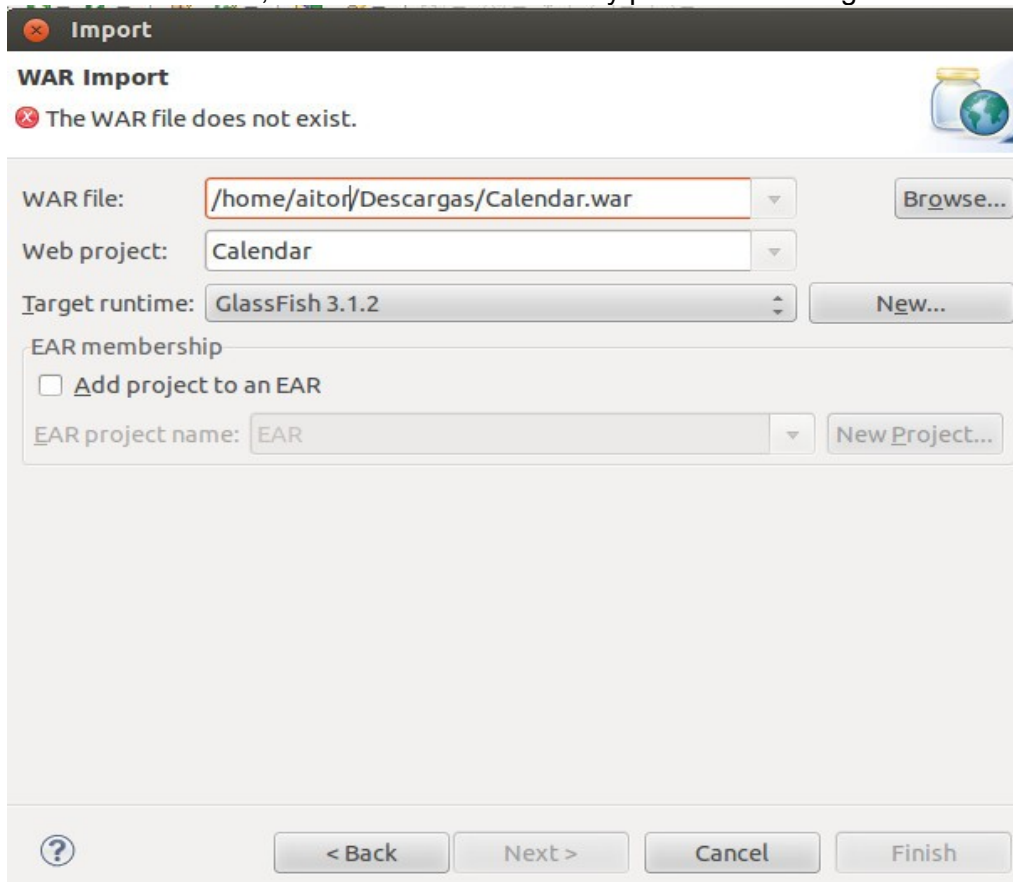 Import
WAR Import
The WAR file does not exist.
WAR file: /home/aitor/Descargas/Calendar.war Browse...
Web project: Calendar
Target runtime: GlassFish 3.1.2 New...
EAR membership
Add project to an EAR
EAR project name: EAR New Project...
? < Back Next > Cancel Finish